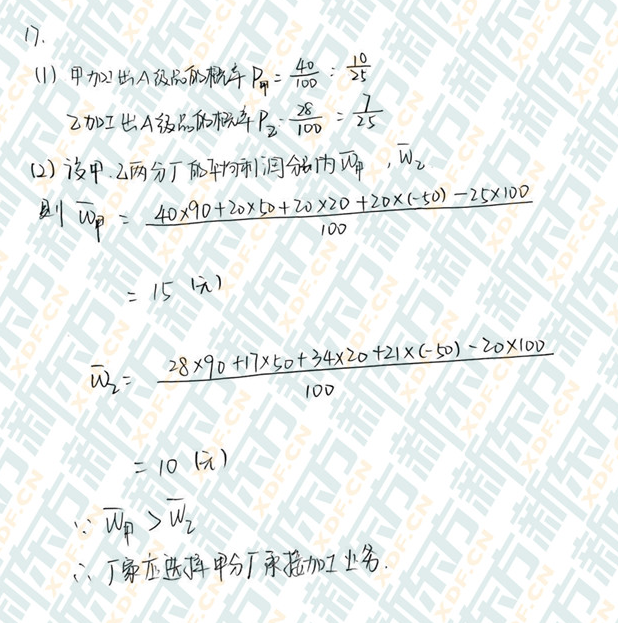 17.
(1) 甲加工出A级品的概率 P甲 = 40/100 = 10/25
乙加工出A级品的概率 P乙 = 28/100 = 7/25
(2) 设甲、乙两分厂的平均利润分别为 W̅甲, W̅乙
则 W̅甲 = (40×90+20×50+20×20+20×(-50)-25×100)/100
= 15 (元)
W̅乙 = (28×90+17×50+34×20+21×(-50)-20×100)/100
= 10 (元)
∵ W̅甲 > W̅乙
∴ 厂家应选择甲分厂承接加工业务.
新东方
XDF.CN